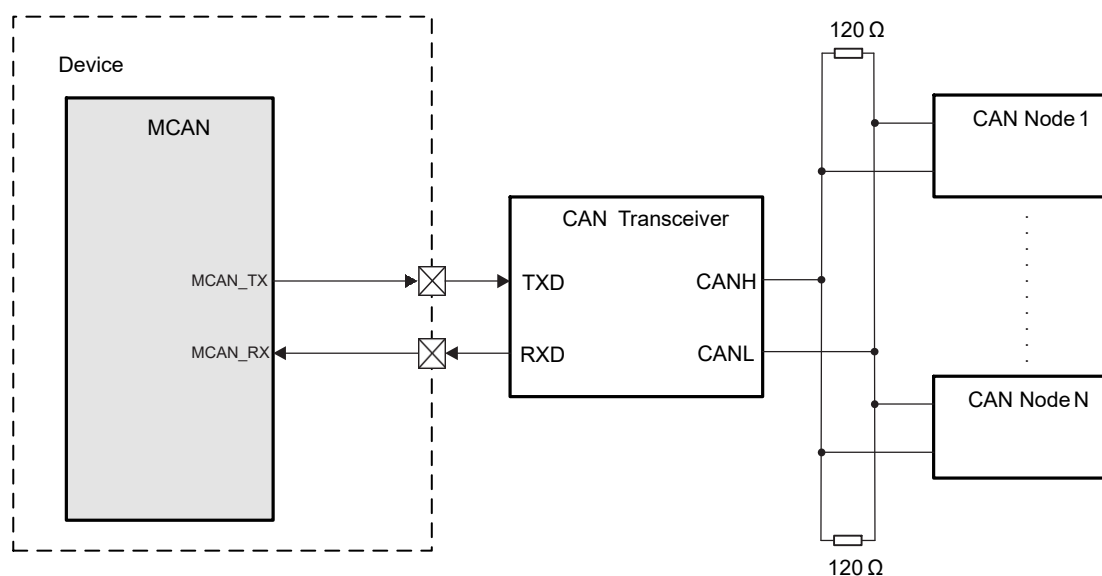 120 Ω
Device
MCAN
CAN Node 1
CAN Transceiver
MCAN_TX
TXD
CANH
MCAN_RX
RXD
CANL
CAN Node N
120 Ω